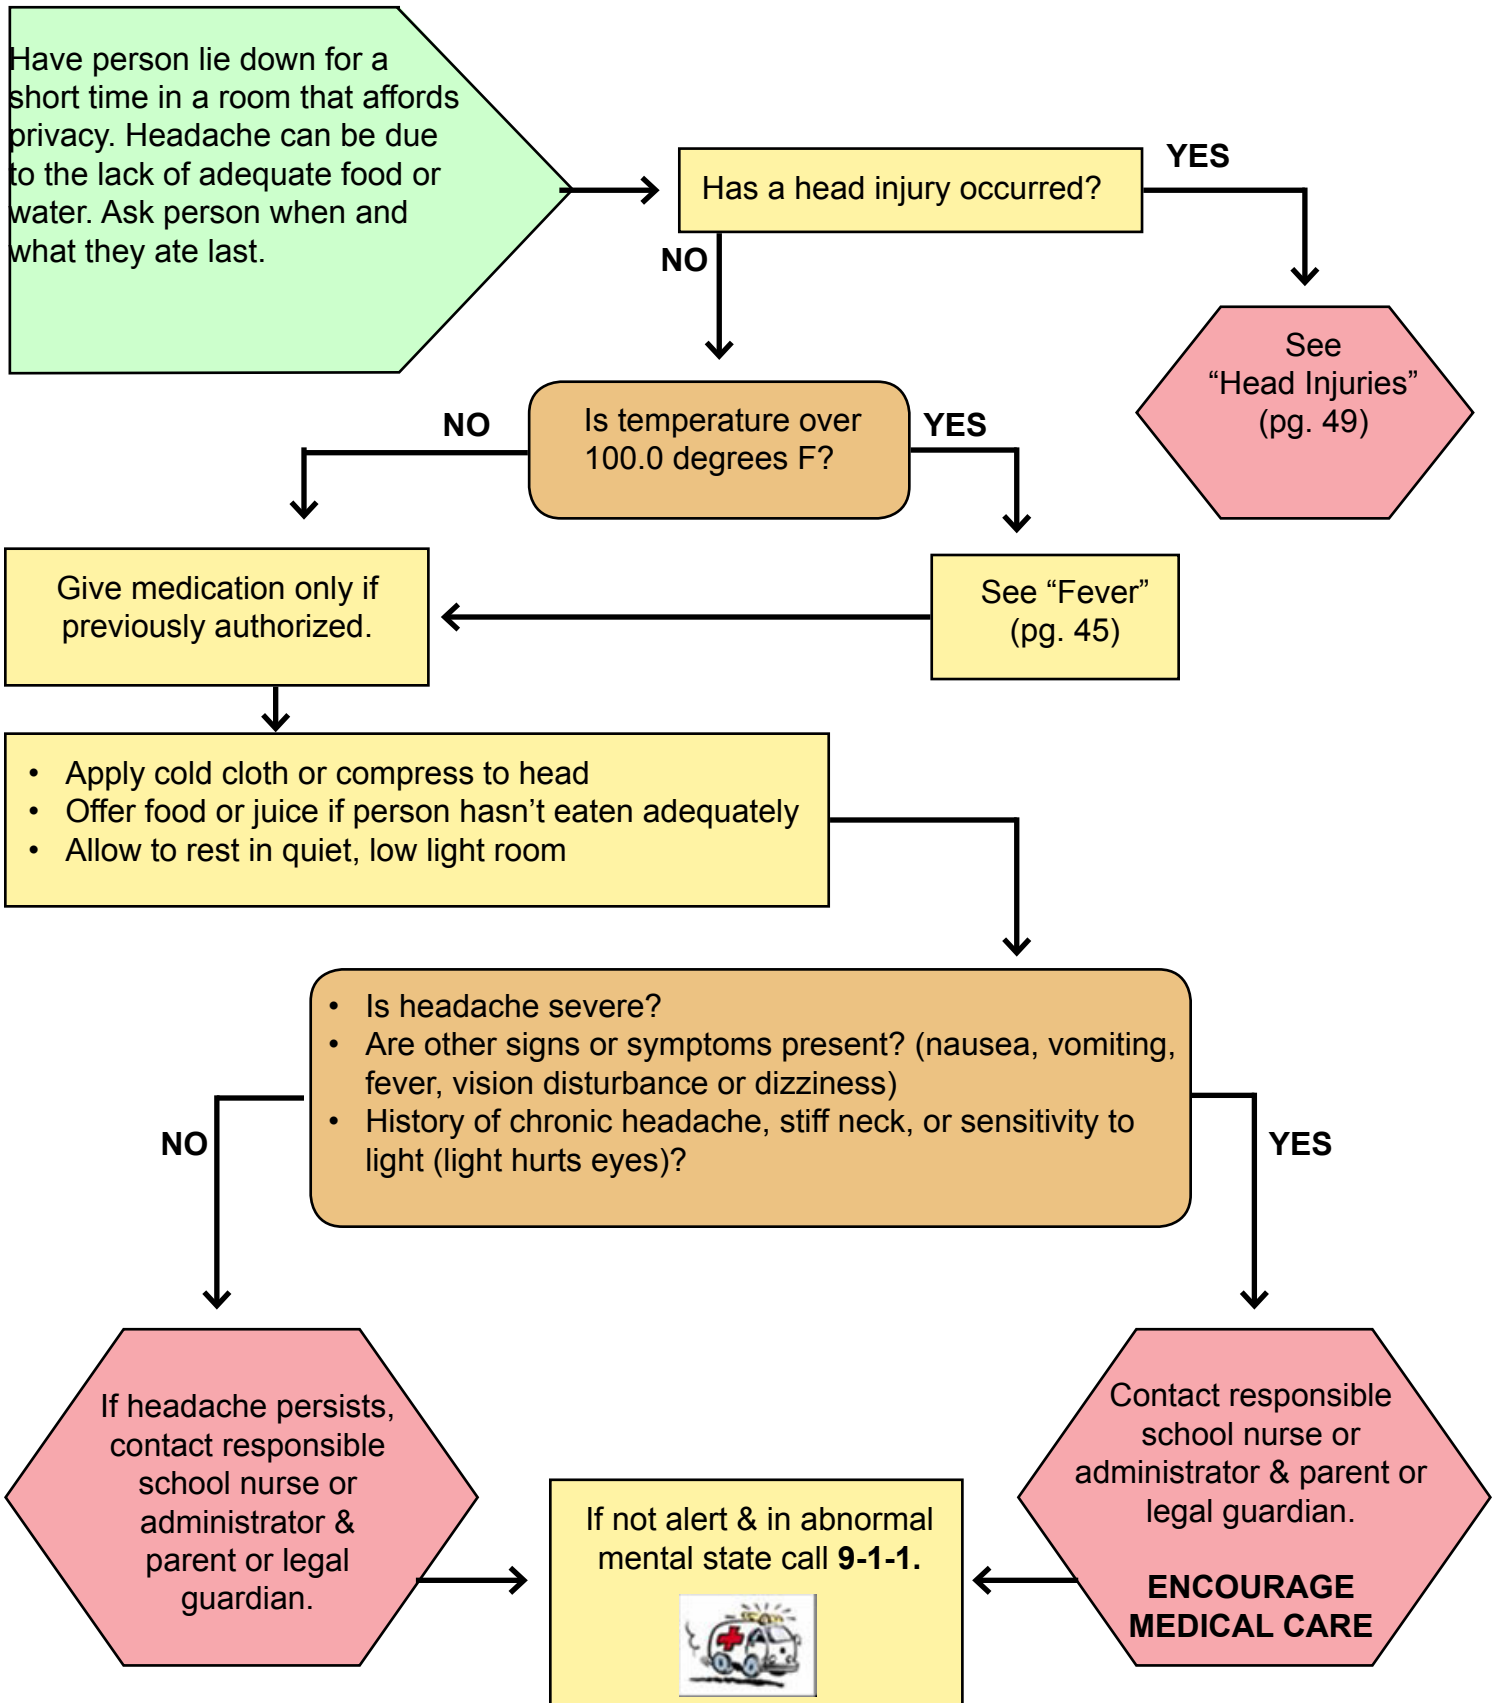 Have person lie down for a
short time in a room that affords
privacy. Headache can be due
to the lack of adequate food or
water. Ask person when and
what they ate last.
Has a head injury occurred?
YES
NO
See
“Head Injuries”
(pg. 49)
Is temperature over
100.0 degrees F?
NO
YES
Give medication only if
previously authorized.
See “Fever”
(pg. 45)
• Apply cold cloth or compress to head
• Offer food or juice if person hasn’t eaten adequately
• Allow to rest in quiet, low light room
• Is headache severe?
• Are other signs or symptoms present? (nausea, vomiting,
fever, vision disturbance or dizziness)
• History of chronic headache, stiff neck, or sensitivity to
light (light hurts eyes)?
NO
YES
If headache persists,
contact responsible
school nurse or
administrator &
parent or legal
guardian.
Contact responsible
school nurse or
administrator & parent or
legal guardian.
ENCOURAGE
MEDICAL CARE
If not alert & in abnormal
mental state call 9-1-1.